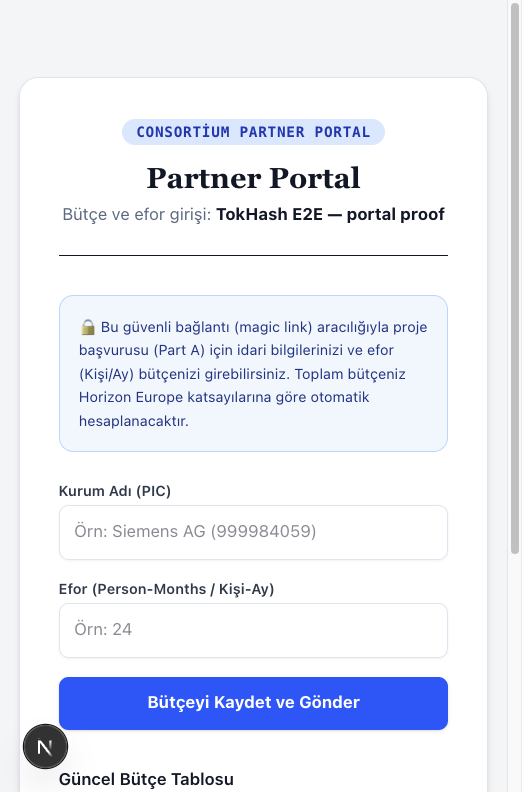 CONSORTİUM PARTNER PORTAL
Partner Portal
Bütçe ve efor girişi: TokHash E2E — portal proof
🔒 Bu güvenli bağlantı (magic link) aracılığıyla proje
başvurusu (Part A) için idari bilgilerinizi ve efor
(Kişi/Ay) bütçenizi girebilirsiniz. Toplam bütçeniz
Horizon Europe katsayılarına göre otomatik
hesaplanacaktır.
Kurum Adı (PIC)
Örn: Siemens AG (999984059)
Efor (Person-Months / Kişi-Ay)
Örn: 24
Bütçeyi Kaydet ve Gönder
N
Güncel Bütçe Tablosu